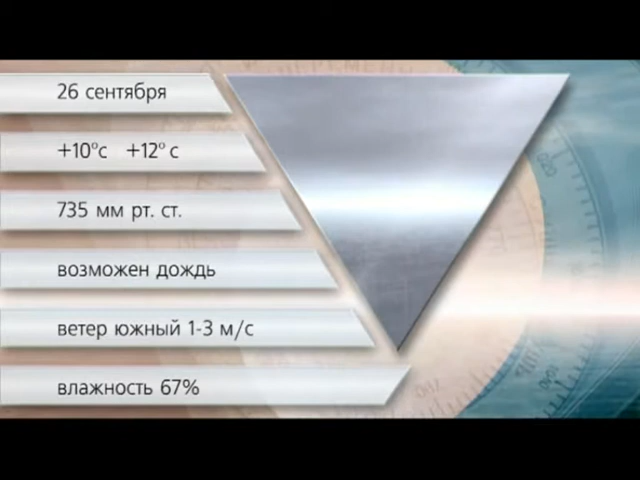 26 сентября
+10°с +12° с
735 мм рт. ст.
возможен дождь
ветер южный 1-3 м/с
влажность 67%